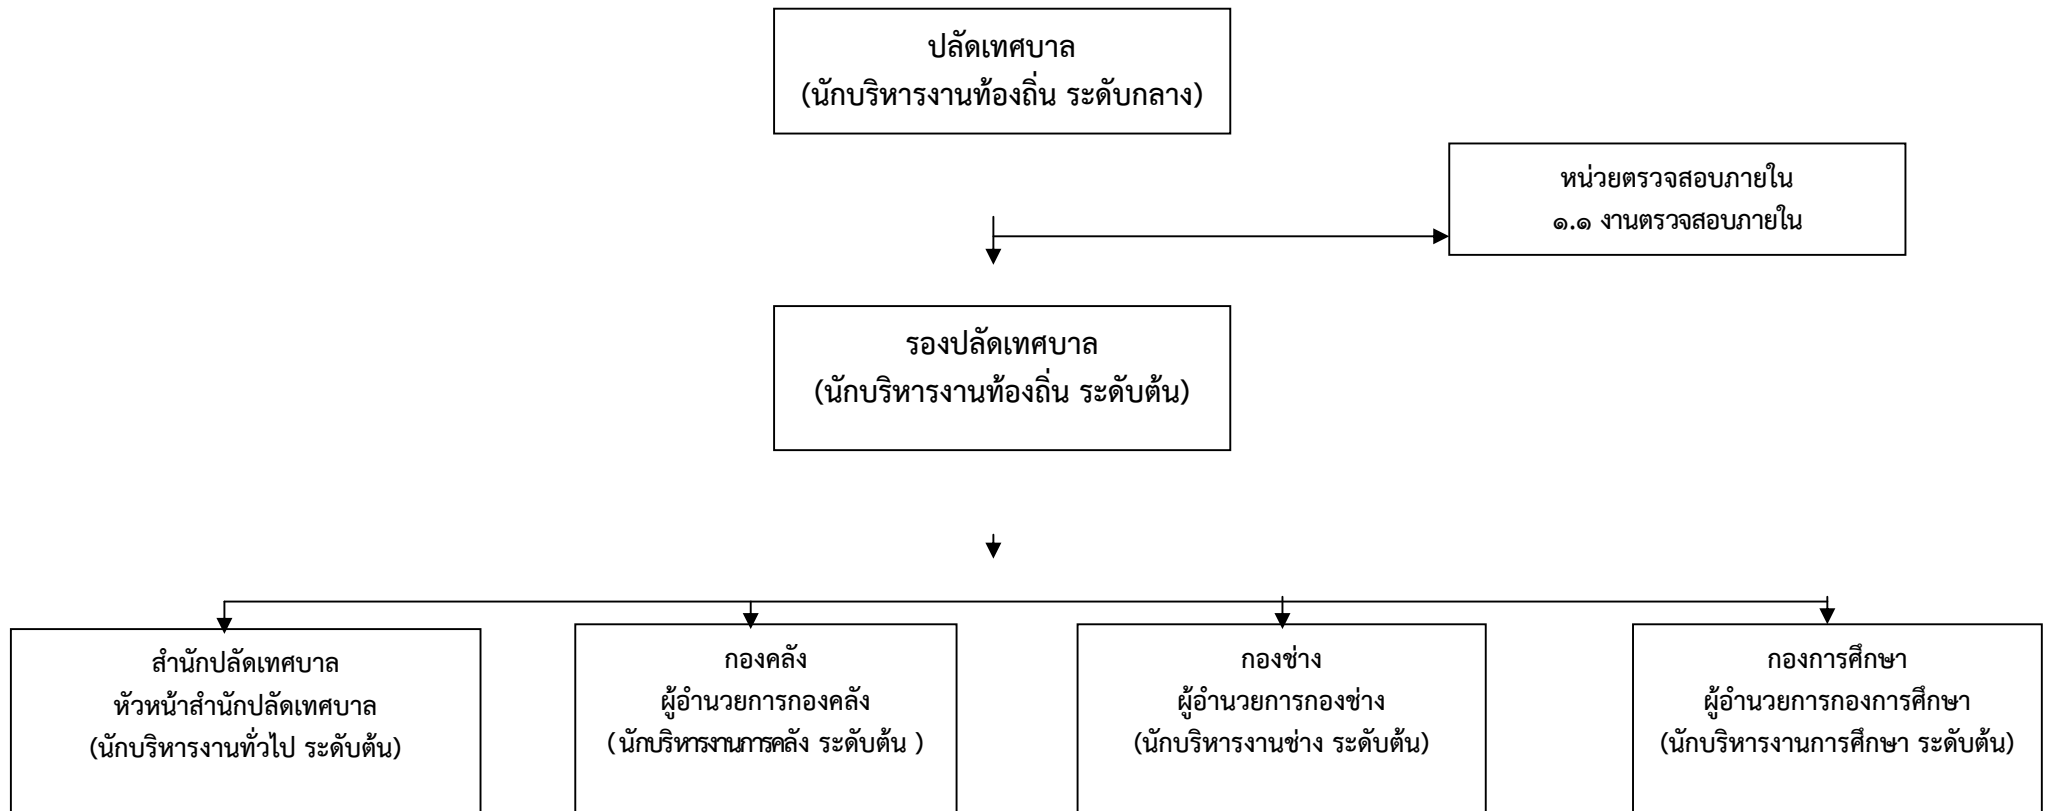 ปลัดเทศบาล
(นักบริหารงานท้องถิ่น ระดับกลาง)
หน่วยตรวจสอบภายใน
๑.๑ งานตรวจสอบภายใน
รองปลัดเทศบาล
(นักบริหารงานท้องถิ่น ระดับต้น)
สำนักปลัดเทศบาล
หัวหน้าสำนักปลัดเทศบาล
(นักบริหารงานทั่วไป ระดับต้น)
กองคลัง
ผู้อำนวยการกองคลัง
( นักบริหารงานการคลัง ระดับต้น )
กองช่าง
ผู้อำนวยการกองช่าง
(นักบริหารงานช่าง ระดับต้น)
กองการศึกษา
ผู้อำนวยการกองการศึกษา
(นักบริหารงานการศึกษา ระดับต้น)